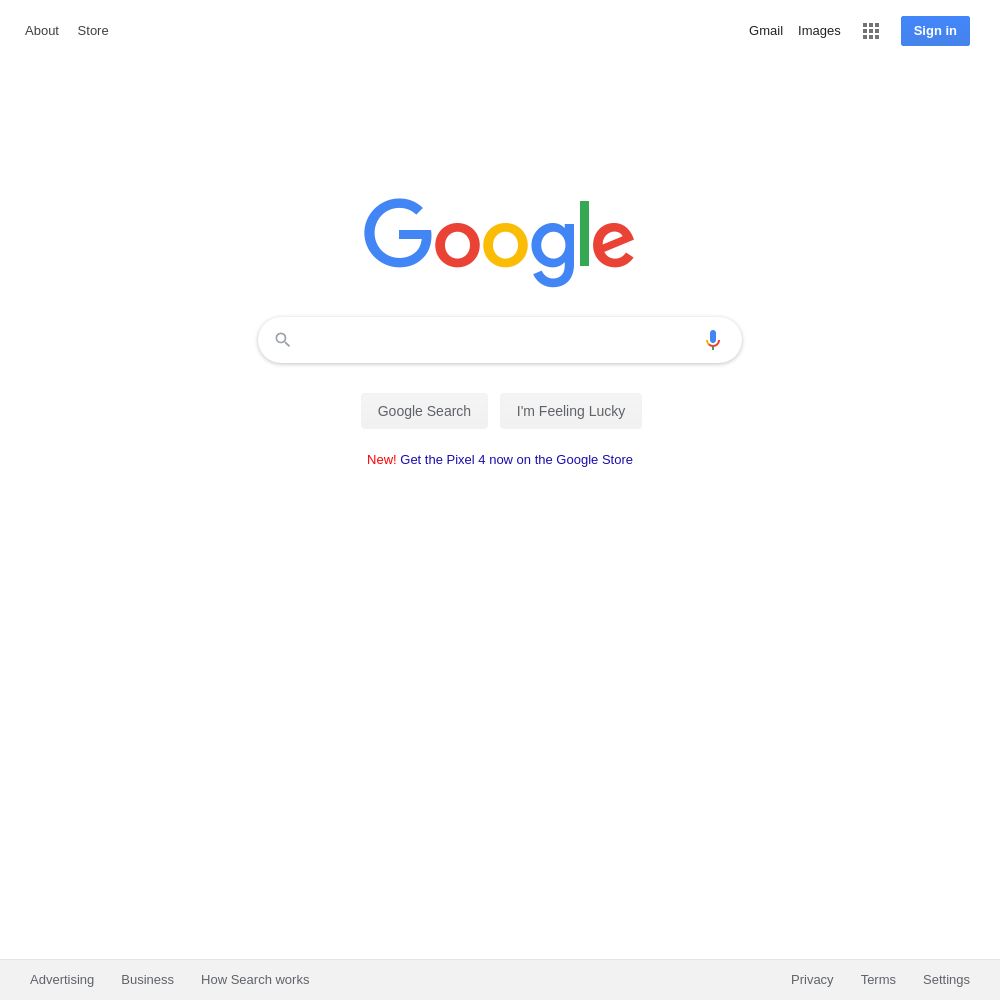 About Store Gmail Images Sign in
Google
Google Search I'm Feeling Lucky
New! Get the Pixel 4 now on the Google Store
Advertising Business How Search works Privacy Terms Settings